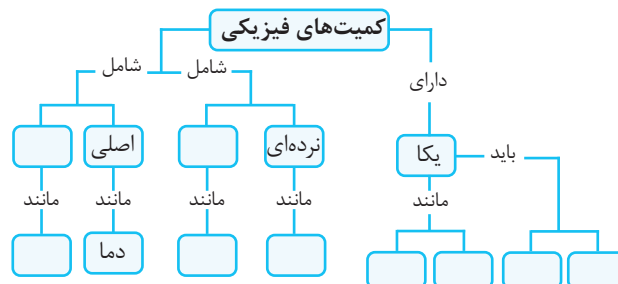 کمیت‌های فیزیکی
دارای
شامل
شامل
نرده‌ای
اصلی
یکا
باید
مانند
مانند
مانند
مانند
مانند
دما